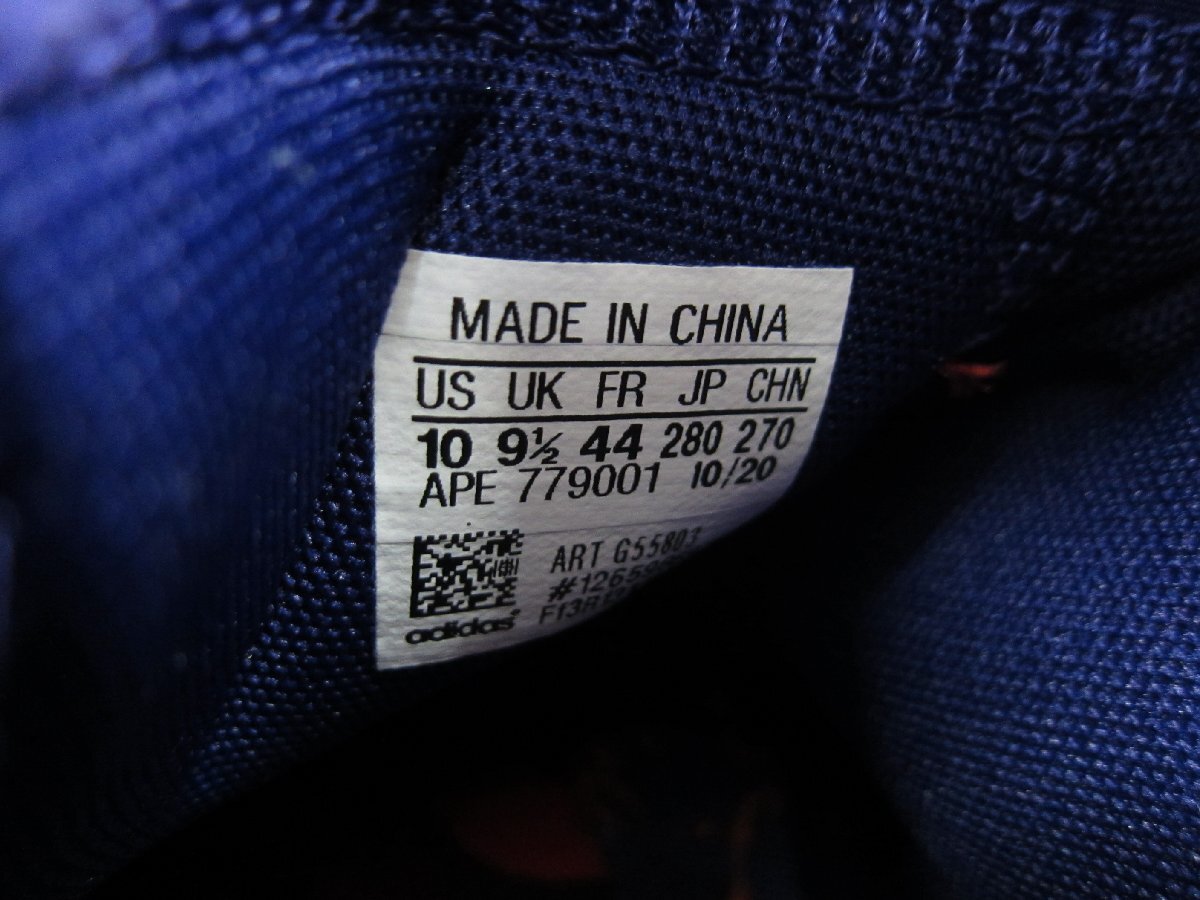 MADE IN CHINA
US UK FR JP CHN
10 9½ 44 280 270
APE 779001 10/20
ART G55803
adidas